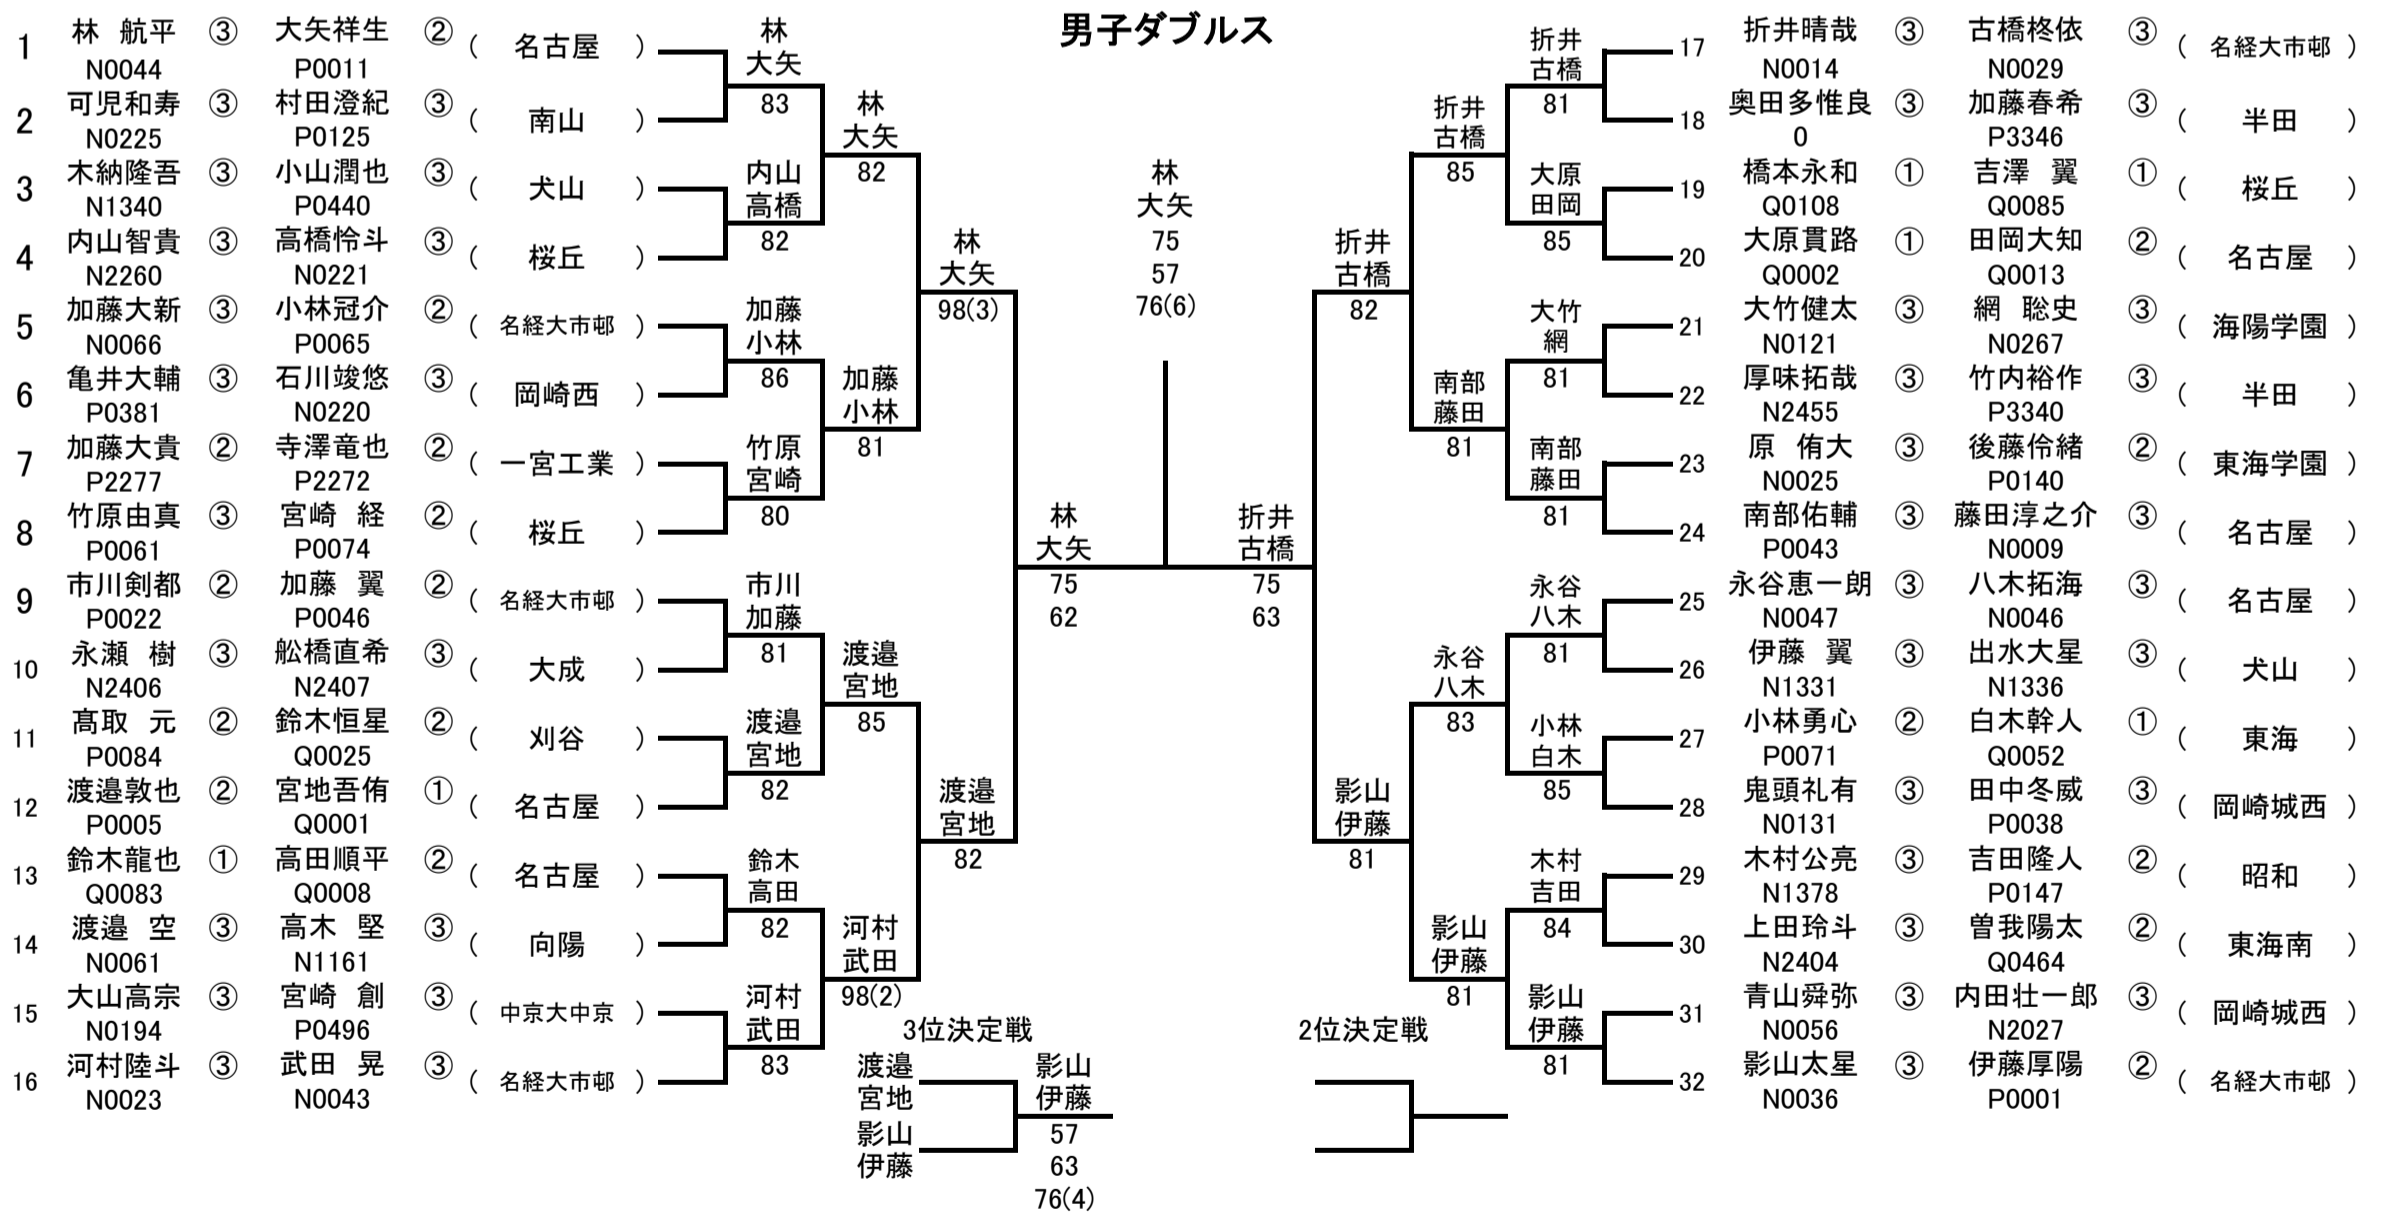 男子ダブルス
1 林 航平 ③ 大矢祥生 ② ( 名古屋 )
N0044 P0011
2 可児和寿 ③ 村田澄紀 ③ ( 南山 )
N0225 P0125
3 木納隆吾 ③ 小山潤也 ③ ( 犬山 )
N1340 P0440
4 内山智貴 ③ 高橋怜斗 ③ ( 桜丘 )
N2260 N0221
5 加藤大新 ③ 小林冠介 ② ( 名経大市邨 )
N0066 P0065
6 亀井大輔 ③ 石川竣悠 ③ ( 岡崎西 )
P0381 N0220
7 加藤大貴 ② 寺澤竜也 ② ( 一宮工業 )
P2277 P2272
8 竹原由真 ③ 宮崎 経 ② ( 桜丘 )
P0061 P0074
9 市川剣都 ② 加藤 翼 ② ( 名経大市邨 )
P0022 P0046
10 永瀬 樹 ③ 舩橋直希 ③ ( 大成 )
N2406 N2407
11 髙取 元 ② 鈴木恒星 ② ( 刈谷 )
P0084 Q0025
12 渡邉敦也 ② 宮地吾侑 ① ( 名古屋 )
P0005 Q0001
13 鈴木龍也 ① 高田順平 ② ( 名古屋 )
Q0083 Q0008
14 渡邉 空 ③ 高木 堅 ③ ( 向陽 )
N0061 N1161
15 大山高宗 ③ 宮崎 創 ③ ( 中京大中京 )
N0194 P0496
16 河村陸斗 ③ 武田 晃 ③ ( 名経大市邨 )
N0023 N0043
林
大矢
83
内山
高橋
82
加藤
小林
86
竹原
宮崎
80
市川
加藤
81
渡邉
宮地
82
鈴木
高田
82
河村
武田
83
林
大矢
82
加藤
小林
81
渡邉
宮地
85
河村
武田
98(2)
林
大矢
98(3)
渡邉
宮地
82
林
大矢
75
62
林
大矢
75
57
76(6)
折井
古橋
75
63
折井
古橋
82
影山
伊藤
81
折井
古橋
85
南部
藤田
81
永谷
八木
83
影山
伊藤
81
折井
古橋
81
大原
田岡
85
大竹
網
81
南部
藤田
81
永谷
八木
81
小林
白木
85
木村
吉田
84
影山
伊藤
81
17 折井晴哉 ③ 古橋柊依 ③ ( 名経大市邨 )
N0014 N0029
18 奥田多惟良 ③ 加藤春希 ③ ( 半田 )
0 P3346
19 橋本永和 ① 吉澤 翼 ① ( 桜丘 )
Q0108 Q0085
20 大原貫路 ① 田岡大知 ② ( 名古屋 )
Q0002 Q0013
21 大竹健太 ③ 網 聡史 ③ ( 海陽学園 )
N0121 N0267
22 厚味拓哉 ③ 竹内裕作 ③ ( 半田 )
N2455 P3340
23 原 侑大 ③ 後藤伶緒 ② ( 東海学園 )
N0025 P0140
24 南部佑輔 ③ 藤田淳之介 ③ ( 名古屋 )
P0043 N0009
25 永谷恵一朗 ③ 八木拓海 ③ ( 名古屋 )
N0047 N0046
26 伊藤 翼 ③ 出水大星 ③ ( 犬山 )
N1331 N1336
27 小林勇心 ② 白木幹人 ① ( 東海 )
P0071 Q0052
28 鬼頭礼有 ③ 田中冬威 ③ ( 岡崎城西 )
N0131 P0038
29 木村公亮 ③ 吉田隆人 ② ( 昭和 )
N1378 P0147
30 上田玲斗 ③ 曽我陽太 ② ( 東海南 )
N2404 Q0464
31 青山舜弥 ③ 内田壮一郎 ③ ( 岡崎城西 )
N0056 N2027
32 影山太星 ③ 伊藤厚陽 ② ( 名経大市邨 )
N0036 P0001
3位決定戦
渡邉
宮地
影山
伊藤
影山
伊藤
57
63
76(4)
2位決定戦